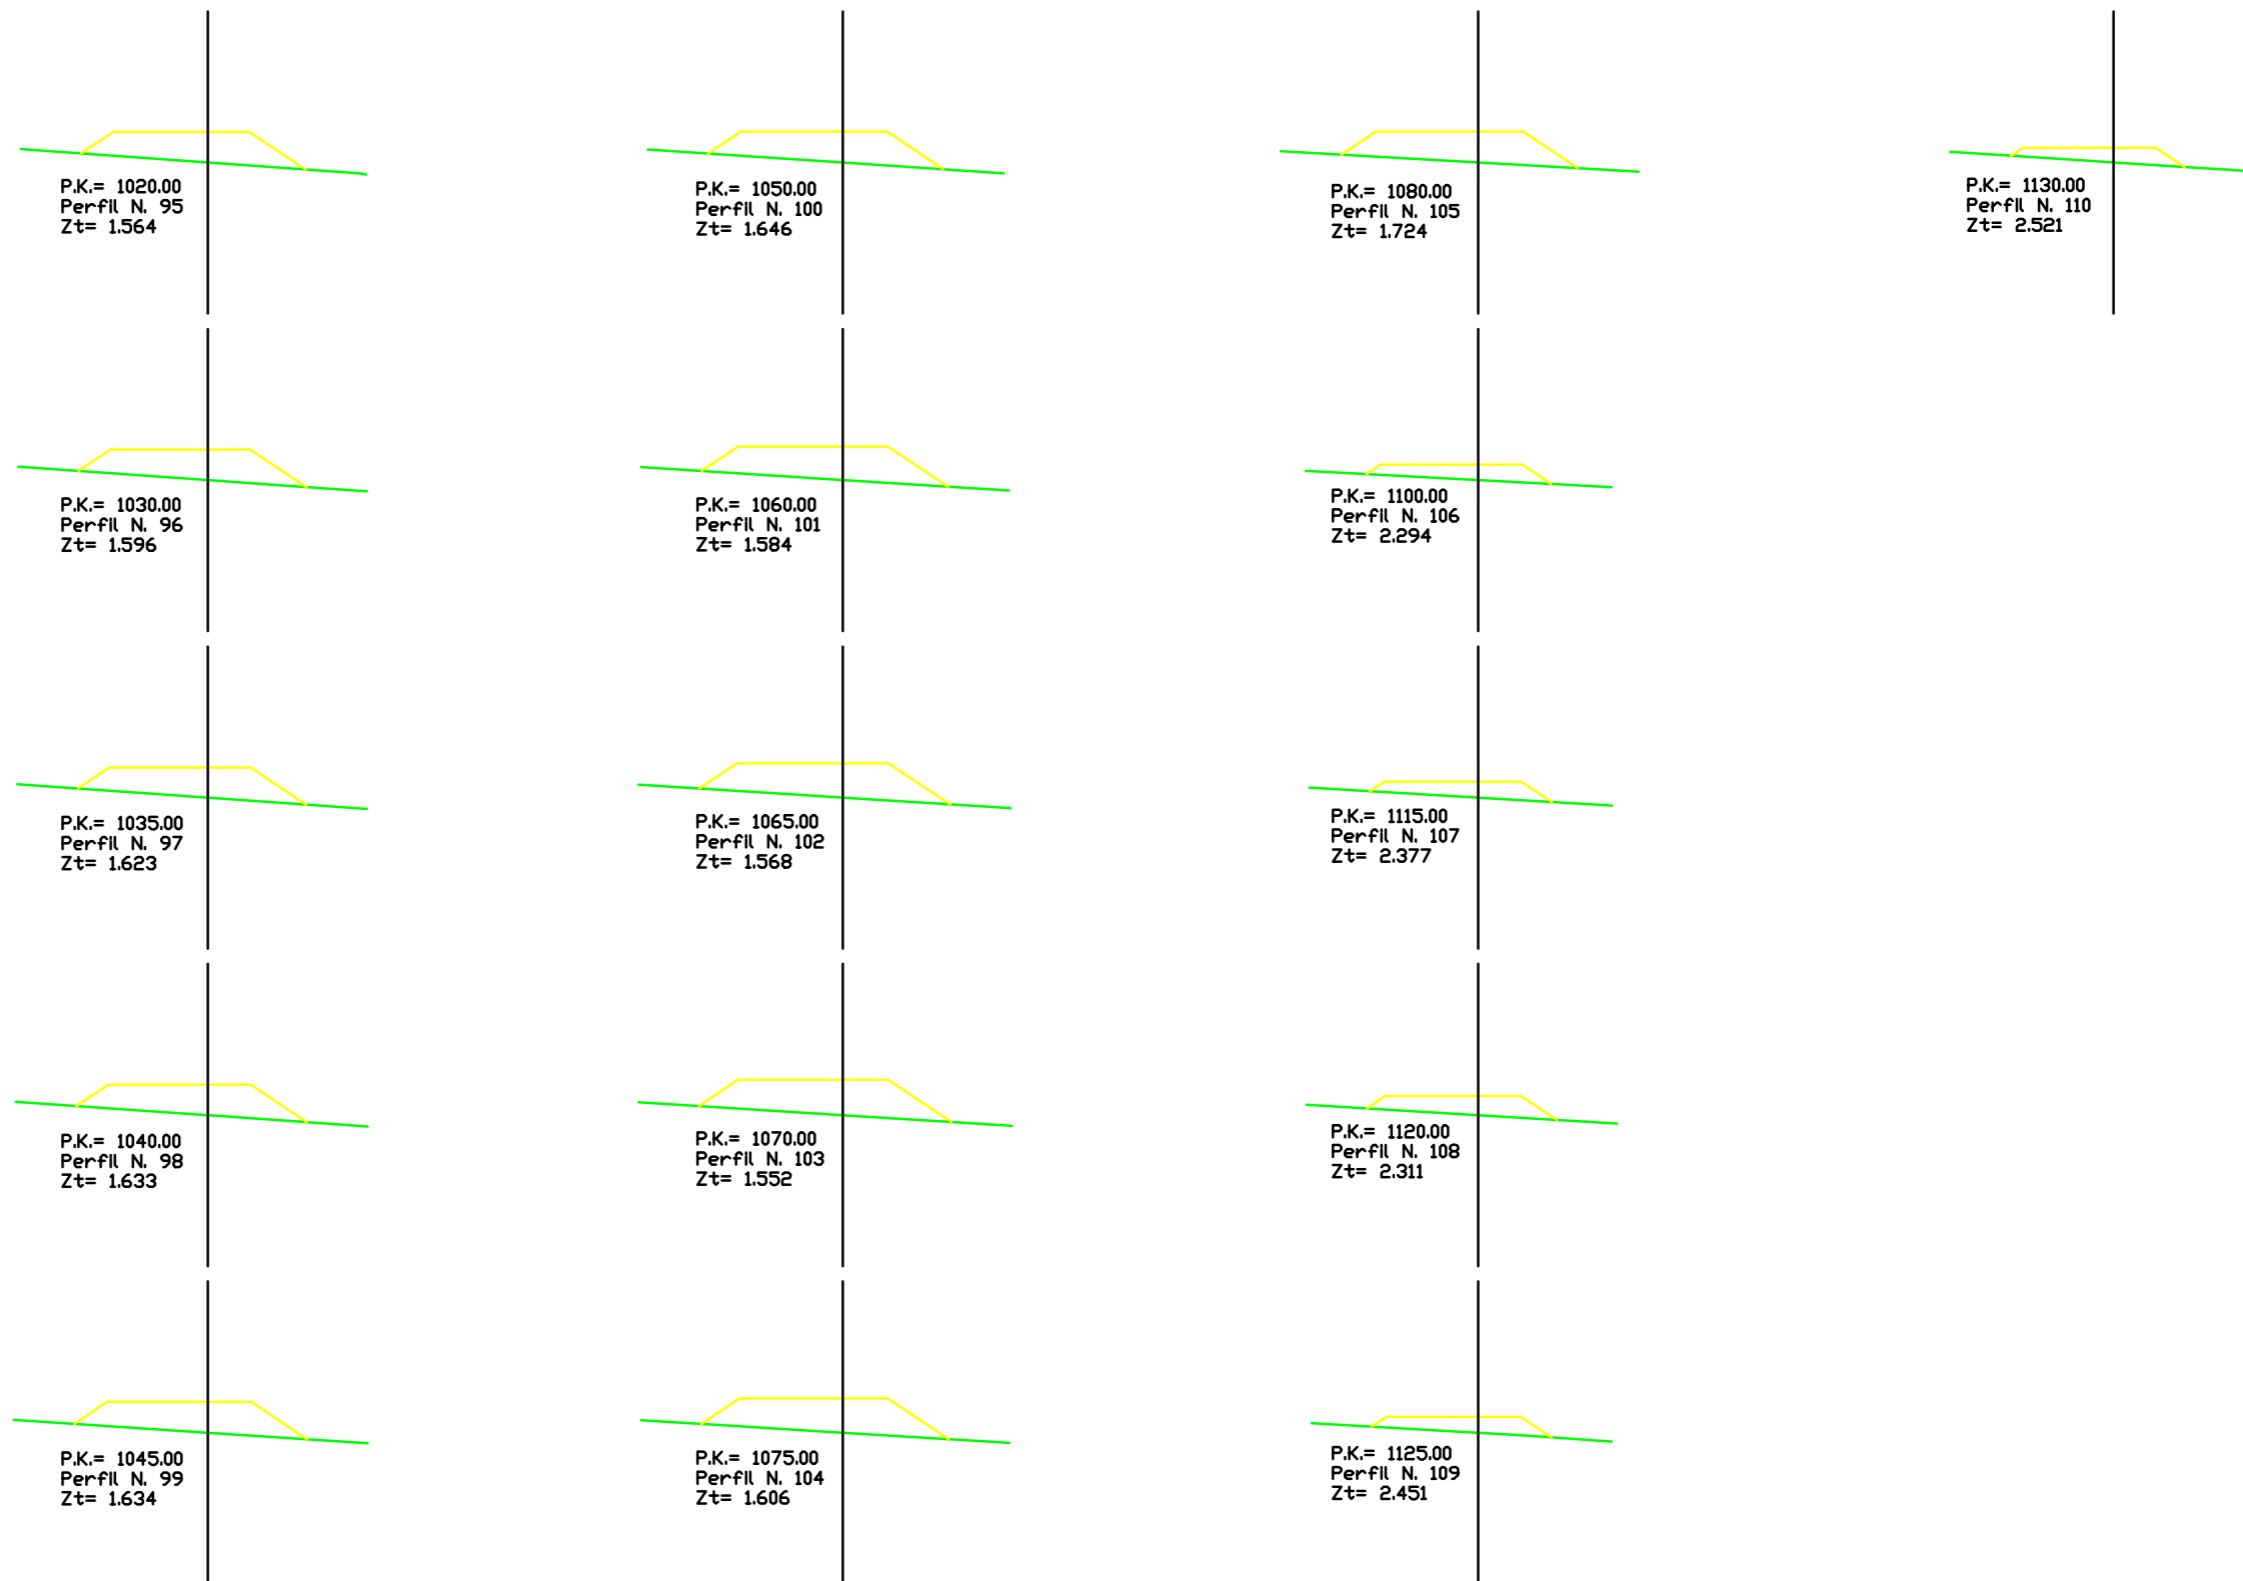 P.K.= 1020.00
Perfil N. 95
Zt= 1.564
P.K.= 1030.00
Perfil N. 96
Zt= 1.596
P.K.= 1035.00
Perfil N. 97
Zt= 1.623
P.K.= 1040.00
Perfil N. 98
Zt= 1.633
P.K.= 1045.00
Perfil N. 99
Zt= 1.634
P.K.= 1050.00
Perfil N. 100
Zt= 1.646
P.K.= 1060.00
Perfil N. 101
Zt= 1.584
P.K.= 1065.00
Perfil N. 102
Zt= 1.568
P.K.= 1070.00
Perfil N. 103
Zt= 1.552
P.K.= 1075.00
Perfil N. 104
Zt= 1.606
P.K.= 1080.00
Perfil N. 105
Zt= 1.724
P.K.= 1100.00
Perfil N. 106
Zt= 2.294
P.K.= 1115.00
Perfil N. 107
Zt= 2.377
P.K.= 1120.00
Perfil N. 108
Zt= 2.311
P.K.= 1125.00
Perfil N. 109
Zt= 2.451
P.K.= 1130.00
Perfil N. 110
Zt= 2.521